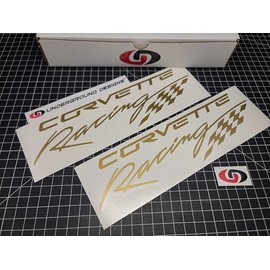 UNDERGROUND DESIGNS
CORVETTE
Racing
CORVETTE
Racing